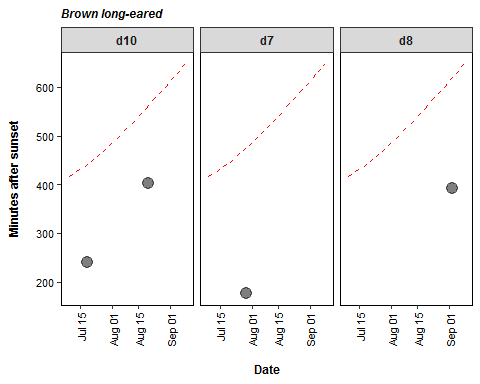 Brown long-eared
d10 d7 d8
Minutes after sunset
600
500
400
300
200
Jul 15 Aug 01 Aug 15 Sep 01 Jul 15 Aug 01 Aug 15 Sep 01 Jul 15 Aug 01 Aug 15 Sep 01
Date